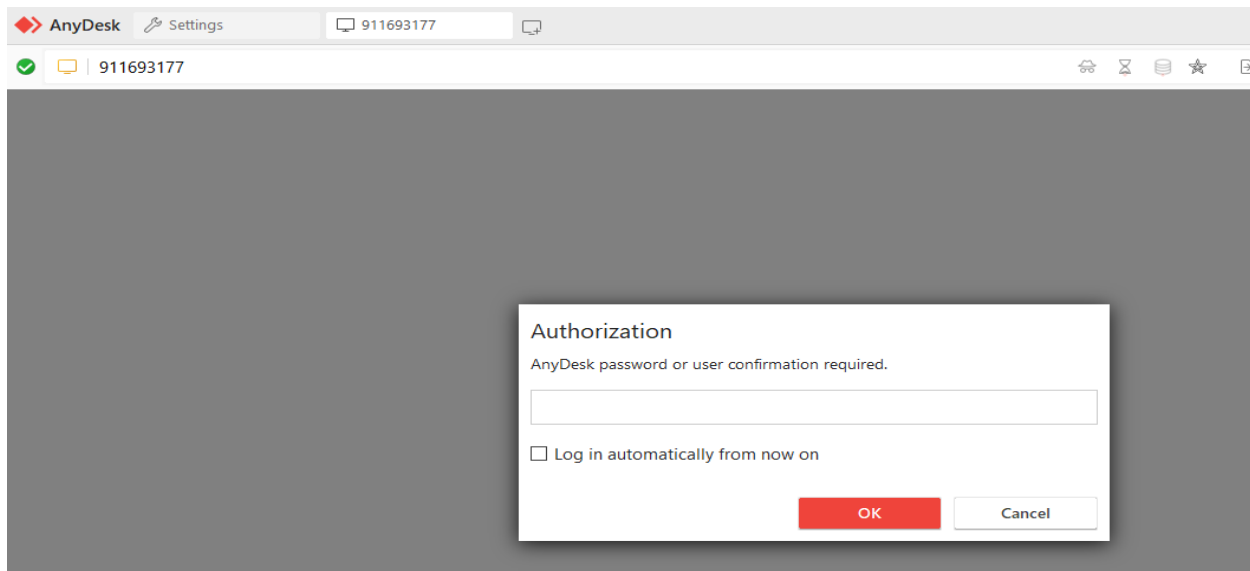 AnyDesk Settings 911693177
911693177
Authorization
AnyDesk password or user confirmation required.
Log in automatically from now on
OK Cancel